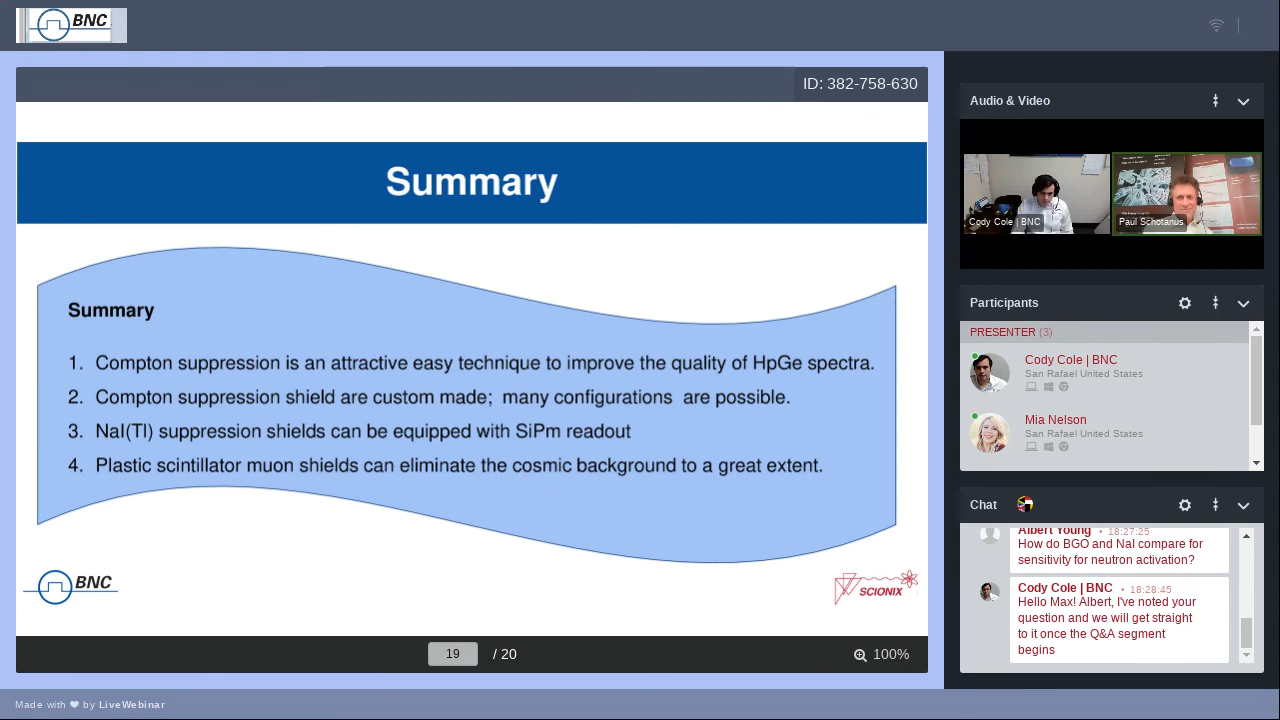 BNC
ID: 382-758-630
Summary
Summary
1. Compton suppression is an attractive easy technique to improve the quality of HpGe spectra.
2. Compton suppression shield are custom made; many configurations are possible.
3. NaI(Tl) suppression shields can be equipped with SiPm readout
4. Plastic scintillator muon shields can eliminate the cosmic background to a great extent.
BNC
SCIONIX
19 / 20
100%
Audio & Video
Cody Cole | BNC
Paul Schotanus
Participants
PRESENTER (3)
Cody Cole | BNC
San Rafael United States
Mia Nelson
San Rafael United States
Chat
Albert Young • 18:27:25
How do BGO and NaI compare for
sensitivity for neutron activation?
Cody Cole | BNC • 18:28:45
Hello Max! Albert, I've noted your
question and we will get straight
to it once the Q&A segment
begins
Made with by LiveWebinar